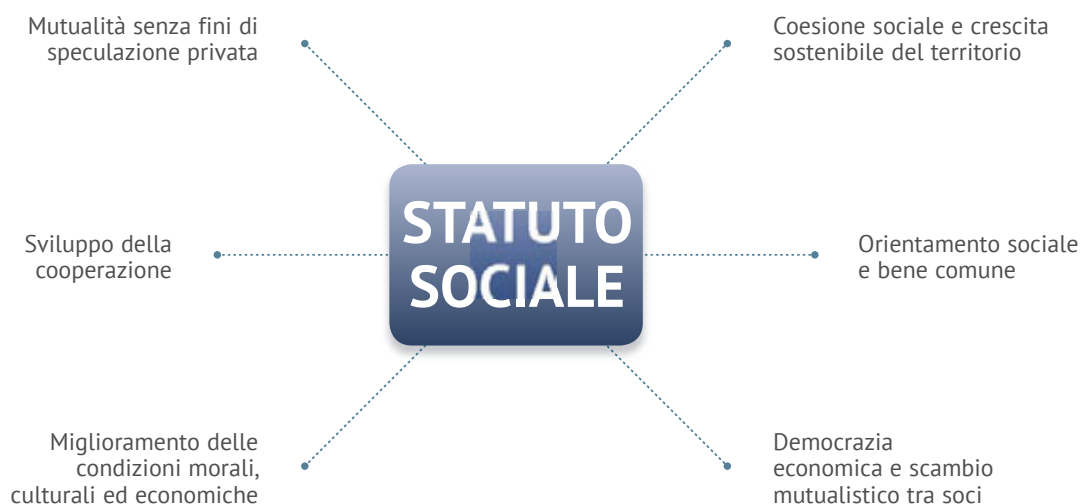 Mutualità senza fini di
speculazione privata
Coesione sociale e crescita
sostenibile del territorio
STATUTO
SOCIALE
Sviluppo della
cooperazione
Orientamento sociale
e bene comune
Miglioramento delle
condizioni morali,
culturali ed economiche
Democrazia
economica e scambio
mutualistico tra soci